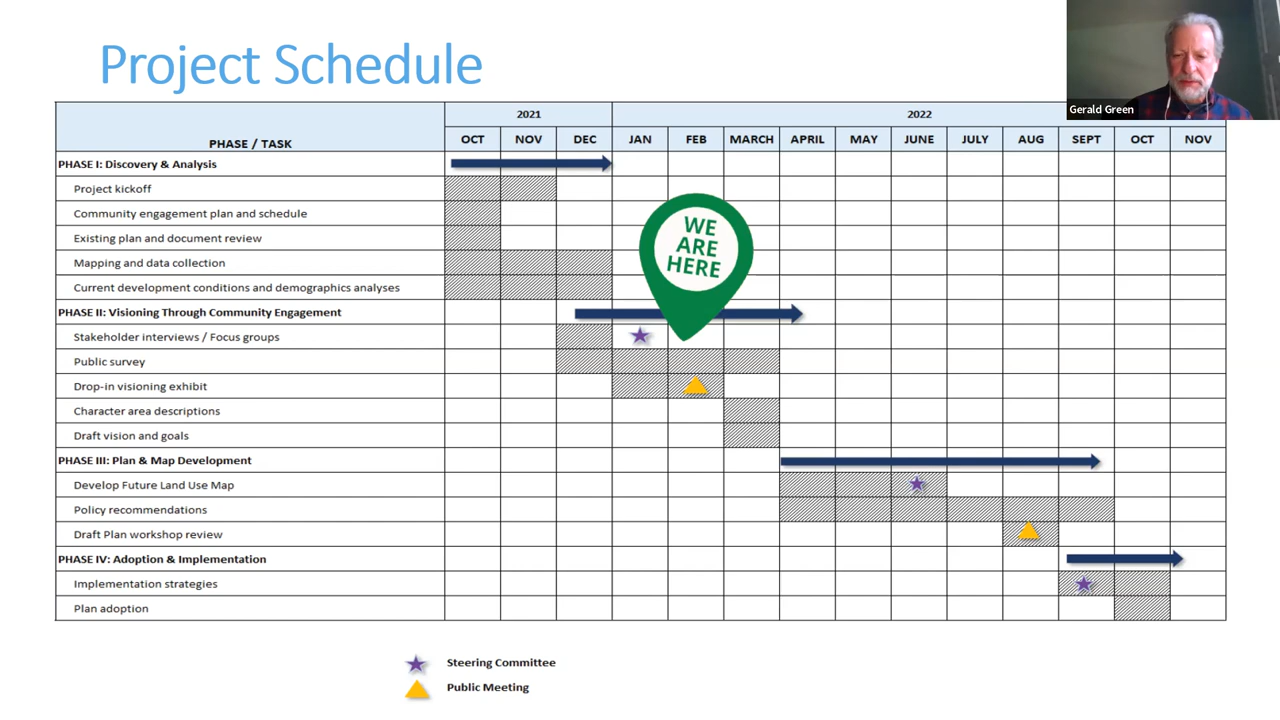 Project Schedule
Gerald Green
2021 2022
PHASE / TASK OCT NOV DEC JAN FEB MARCH APRIL MAY JUNE JULY AUG SEPT OCT NOV
PHASE I: Discovery & Analysis
Project kickoff
Community engagement plan and schedule
Existing plan and document review
Mapping and data collection
Current development conditions and demographics analyses
WE
ARE
HERE
PHASE II: Visioning Through Community Engagement
Stakeholder interviews / Focus groups
Public survey
Drop-in visioning exhibit
Character area descriptions
Draft vision and goals
PHASE III: Plan & Map Development
Develop Future Land Use Map
Policy recommendations
Draft Plan workshop review
PHASE IV: Adoption & Implementation
Implementation strategies
Plan adoption
Steering Committee
Public Meeting